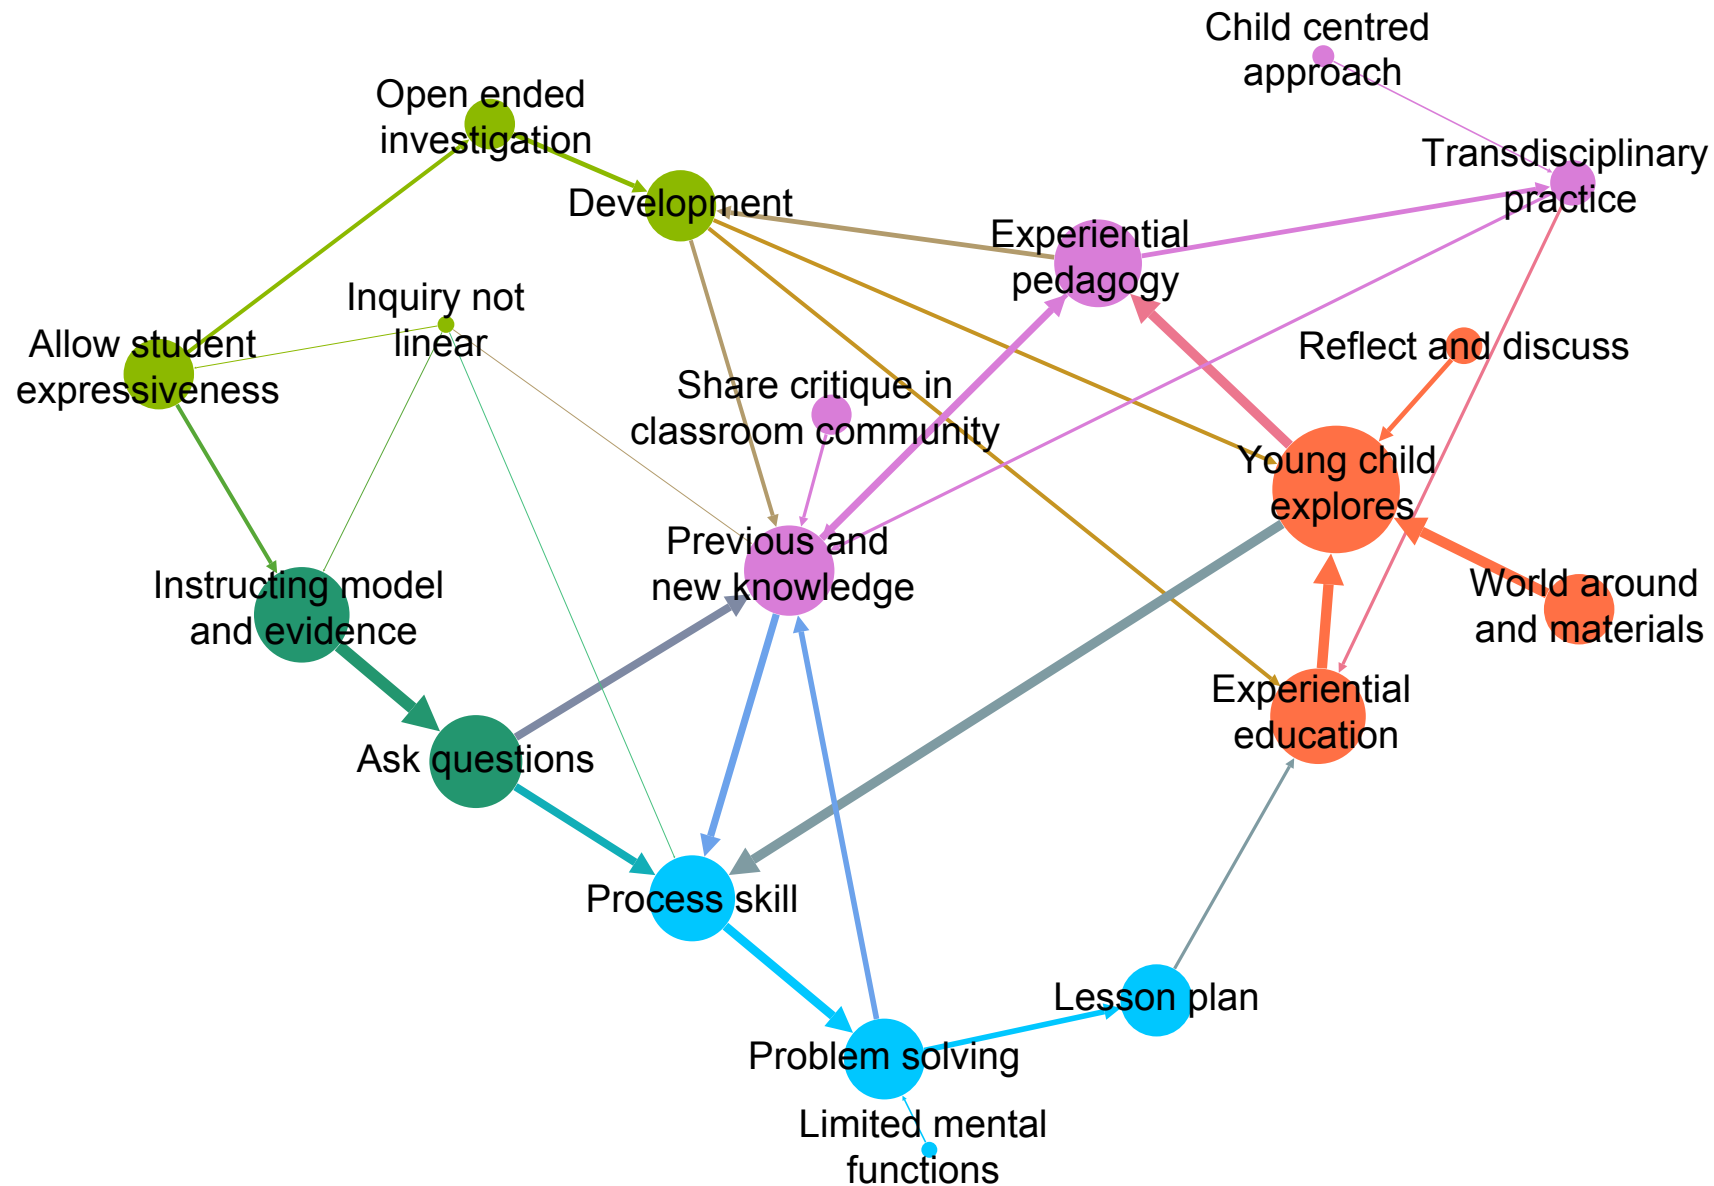 Child centred
approach
Open ended
investigation
Transdisciplinary
practice
Development
Experiential
pedagogy
Inquiry not
linear
Allow student
expressiveness
Reflect and discuss
Share critique in
classroom community
Young child
explores
Previous and
new knowledge
Instructing model
and evidence
World around
and materials
Experiential
education
Ask questions
Process skill
Lesson plan
Problem solving
Limited mental
functions